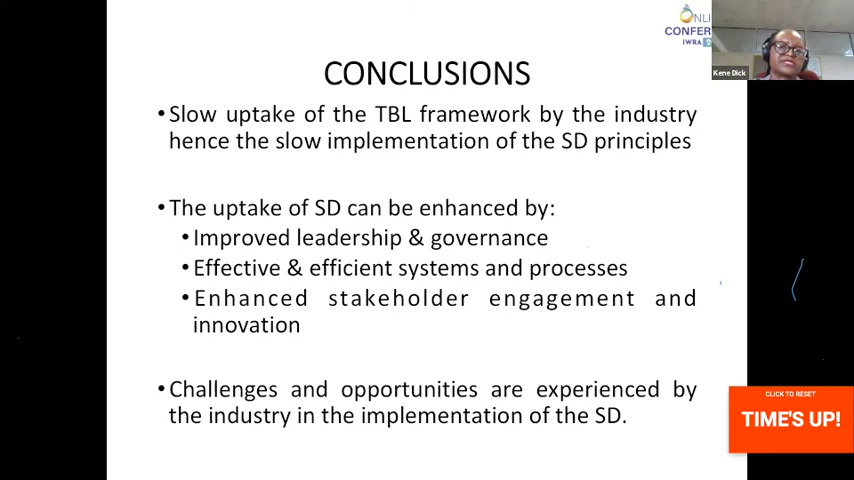 NLI
CONFER
IWRA
Kene Dick
CONCLUSIONS
•Slow uptake of the TBL framework by the industry
hence the slow implementation of the SD principles
•The uptake of SD can be enhanced by:
•Improved leadership & governance
•Effective & efficient systems and processes
•Enhanced stakeholder engagement and
innovation
•Challenges and opportunities are experienced by
the industry in the implementation of the SD.
CLICK TO RESET
TIME'S UP!